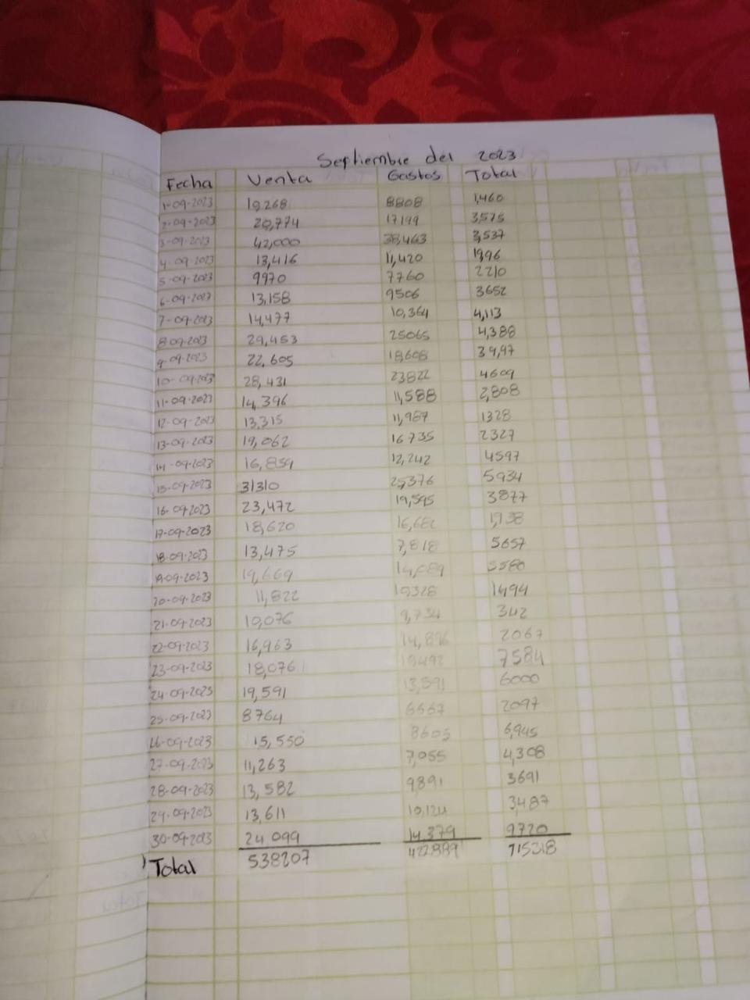 Septiembre del 2023
Fecha Venta Gastos Total
1-09-2023 10,268 8808 1,460
2-09-2023 20,774 17199 3,575
3-09-2023 42,000 38,463 3,537
4-09-2023 13,416 11,420 1996
5-09-2023 9970 7760 2210
6-09-2023 13,158 9506 3652
7-09-2023 14,477 10,364 4,113
8-09-2023 29,453 25065 4,388
9-09-2023 22,605 18,608 39,97
10-09-2023 28,431 23822 4609
11-09-2023 14,396 11,588 2,808
12-09-2023 13,315 11,987 1328
13-09-2023 19,062 16735 2327
14-09-2023 16,859 12,242 4597
15-09-2023 31310 25,376 5934
16-09-2023 23,472 19,595 3877
17-09-2023 18,620 16,682 1,938
18-09-2023 13,475 7,818 5657
19-09-2023 19,669 14,089 5580
20-09-2023 11,822 10328 1494
21-09-2023 10,076 9,734 342
22-09-2023 16,963 14,896 2067
23-09-2023 18,076 10492 7584
24-09-2023 19,591 13,591 6000
25-09-2023 8764 6667 2097
26-09-2023 15,550 8605 6,945
27-09-2023 11,263 7,055 4,308
28-09-2023 13,582 9891 3691
29-09-2023 13,611 10,124 3,487
30-09-2023 24,099 14,379 9720
Total 538207 422889 115318